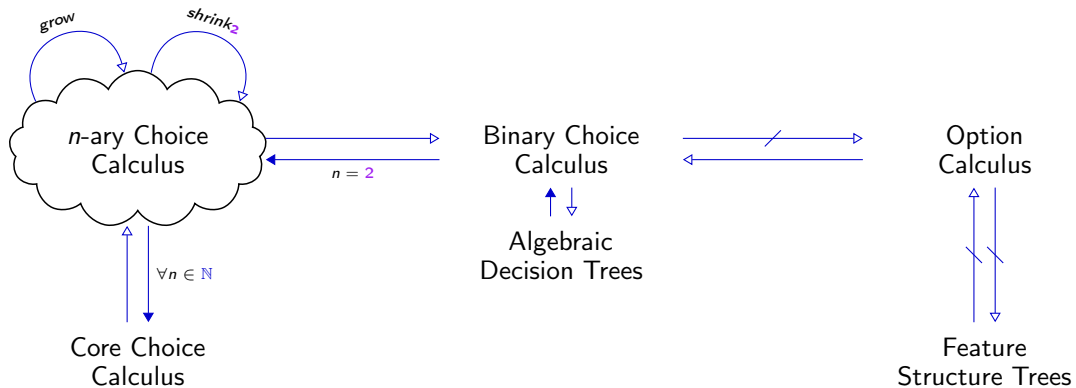 grow
shrink2
n-ary Choice
Calculus
n = 2
Binary Choice
Calculus
Option
Calculus
Algebraic
Decision Trees
∀n ∈ ℕ
Core Choice
Calculus
Feature
Structure Trees